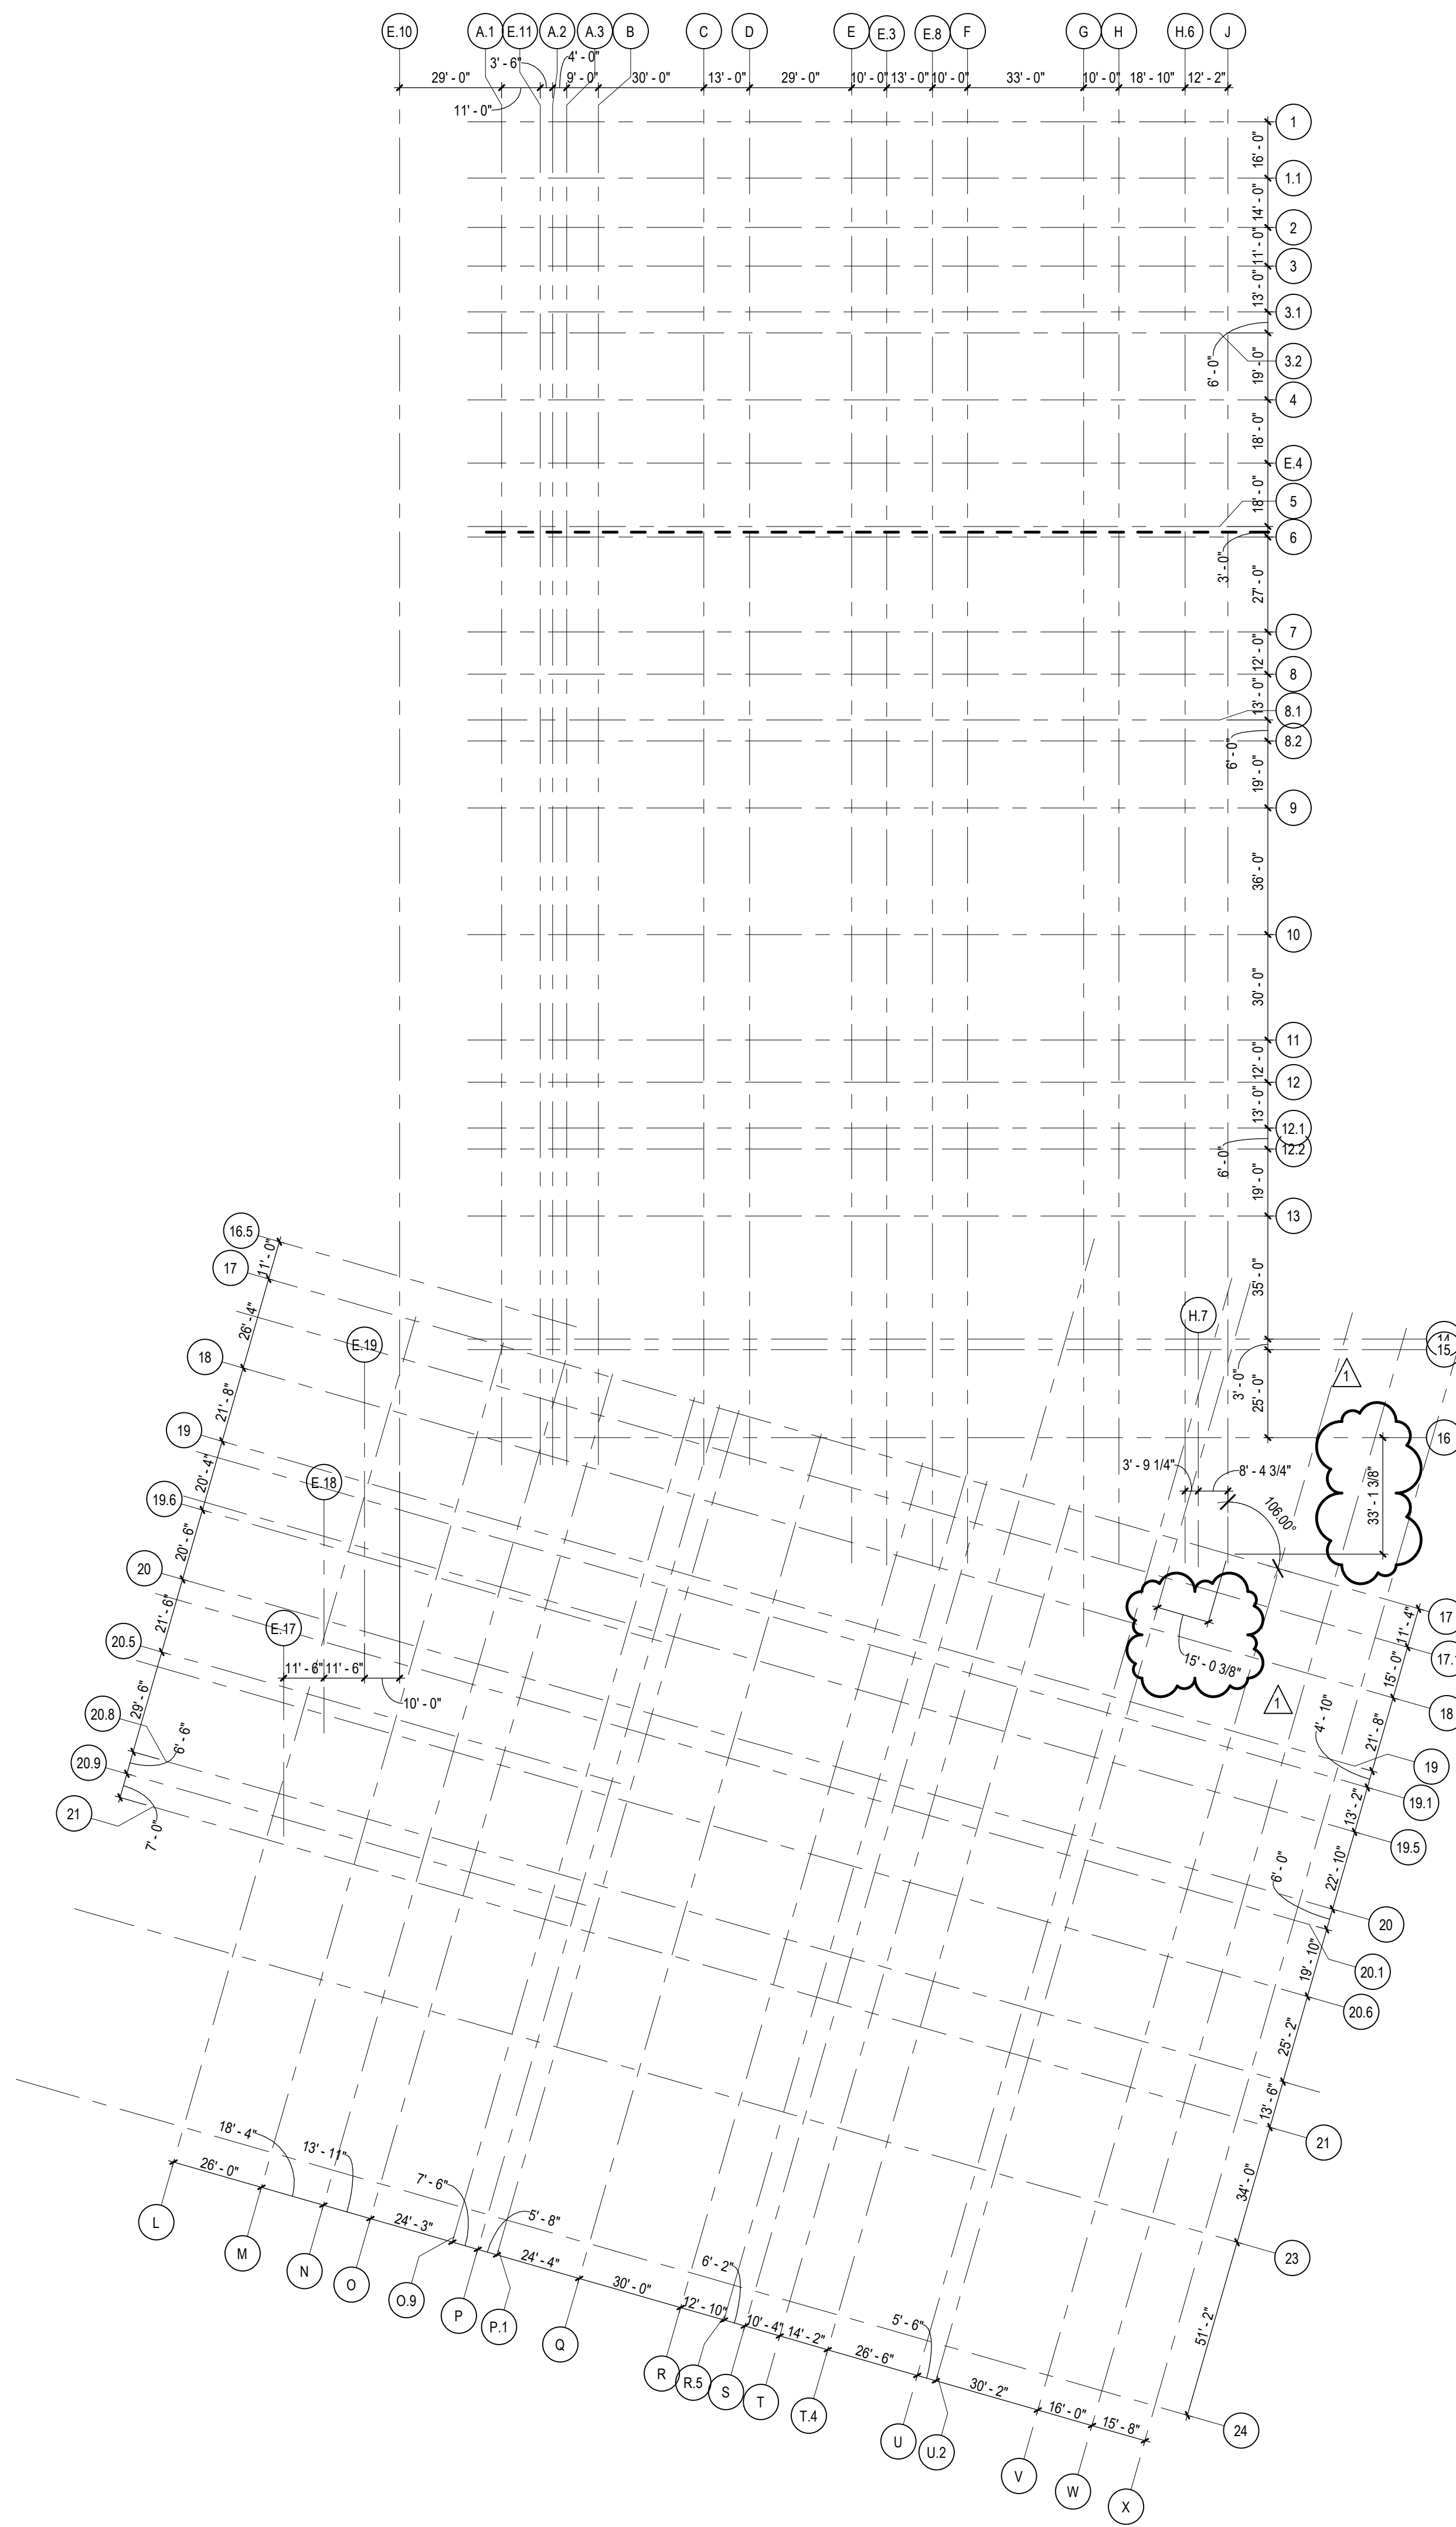 E.10 A.1 E.11 A.2 A.3 B C D E E.3 E.8 F G H H.6 J
3' - 6" 4' - 0"
29' - 0" 9' - 0" 30' - 0" 13' - 0" 29' - 0" 10' - 0" 13' - 0" 10' - 0" 33' - 0" 10' - 0" 18' - 10" 12' - 2"
11' - 0"
1
16' - 0"
1.1
14' - 0"
2
11' - 0"
3
13' - 0"
3.1
6' - 0"
3.2
19' - 0"
4
18' - 0"
E.4
18' - 0"
5
6
3' - 0"
27' - 0"
7
12' - 0"
8
13' - 0"
8.1
6' - 0"
8.2
19' - 0"
9
36' - 0"
10
30' - 0"
11
12' - 0"
12
13' - 0"
12.1
6' - 0"
12.2
19' - 0"
13
35' - 0"
14
15
3' - 0"
25' - 0"
16
1
33' - 1 3/8"
H.7
3' - 9 1/4"
8' - 4 3/4"
106.00°
15' - 0 3/8"
1
16.5
11' - 0"
17
26' - 4"
18
21' - 8"
19
20' - 4"
19.6
20' - 6"
20
21' - 6"
20.5
29' - 6"
20.8
6' - 6"
20.9
21
7' - 0"
E.19
E.18
E.17
11' - 6" 11' - 6"
10' - 0"
17
11' - 4"
15' - 0"
18
21' - 8"
4' - 10"
19
19.1
13' - 2"
19.5
22' - 10"
6' - 0"
20
20.1
19' - 10"
20.6
25' - 2"
13' - 6"
21
34' - 0"
23
51' - 2"
24
18' - 4"
13' - 11"
26' - 0"
7' - 6"
5' - 8"
24' - 3"
24' - 4"
30' - 0"
6' - 2"
12' - 10"
10' - 4"
14' - 2"
5' - 6"
26' - 6"
30' - 2"
16' - 0"
15' - 8"
L
M
N
O
O.9
P
P.1
Q
R
R.5
S
T
T.4
U
U.2
V
W
X